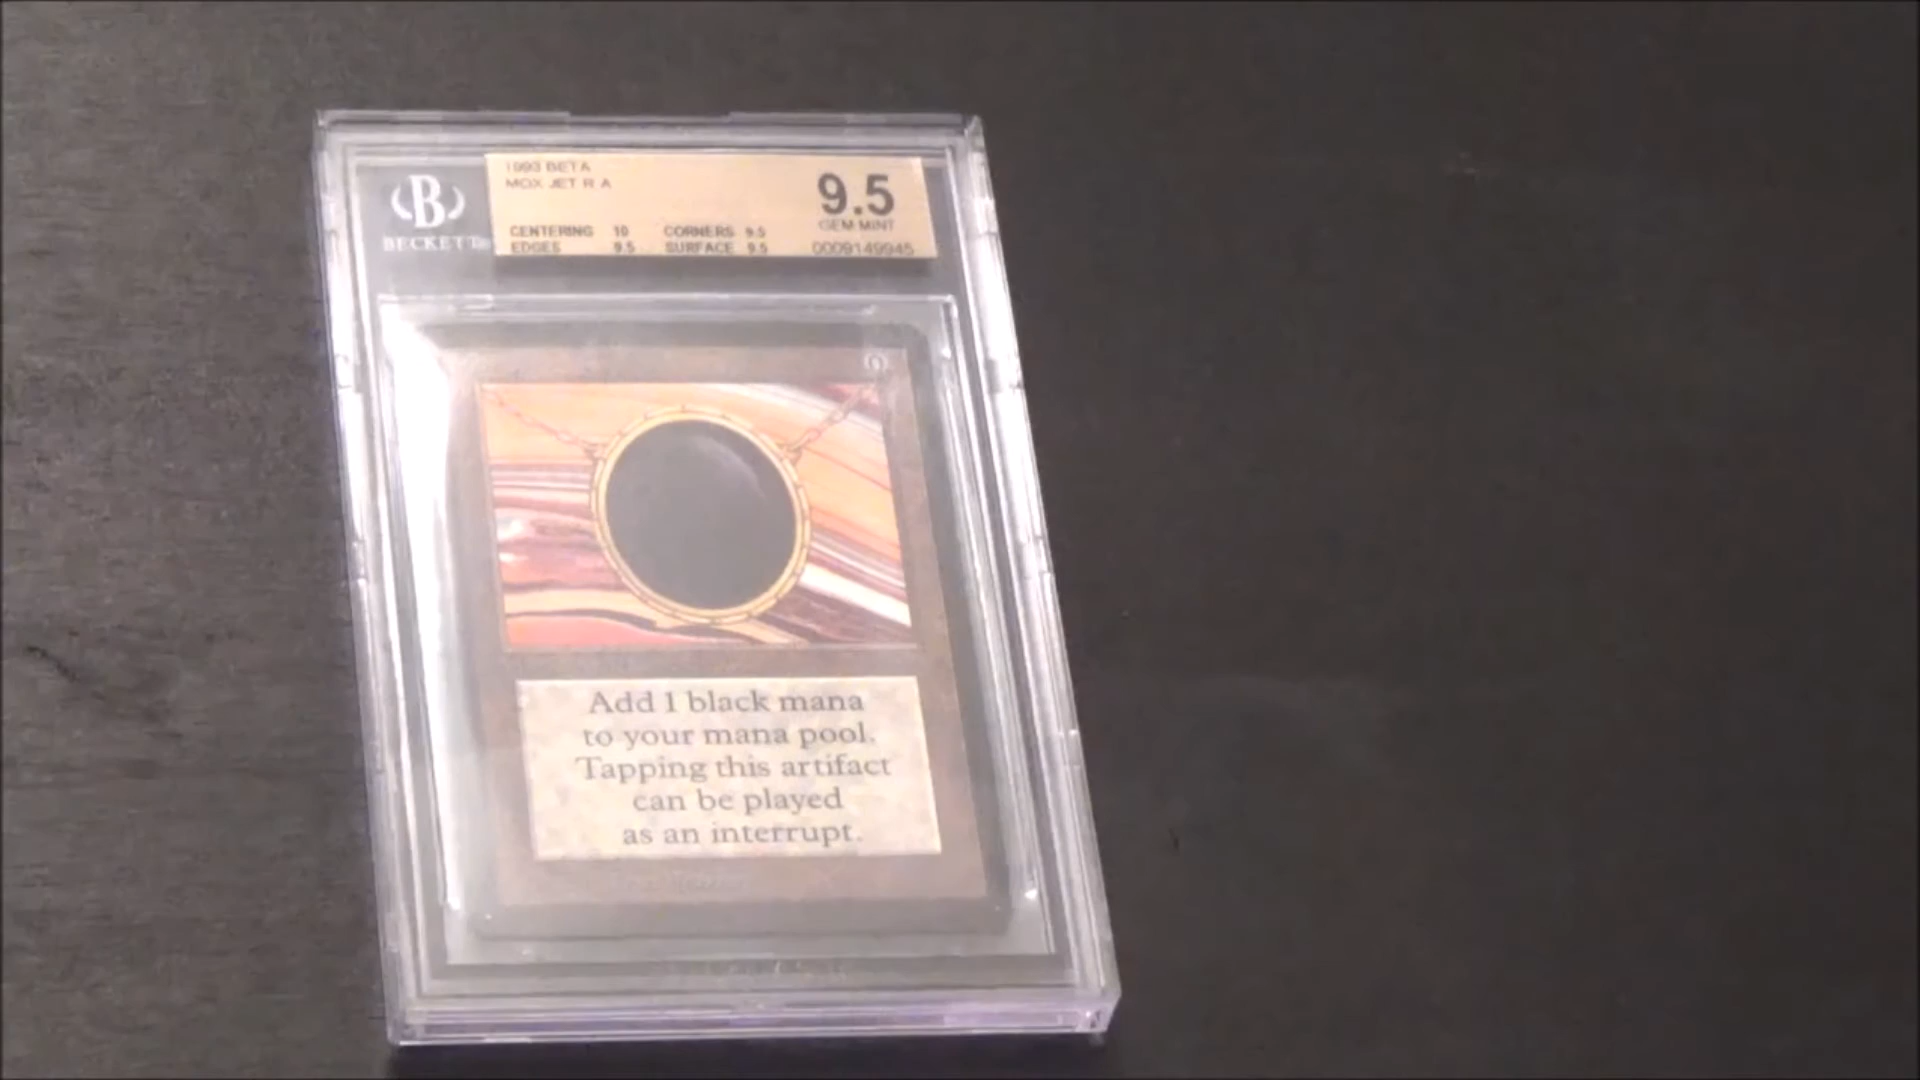 1993 BETA
MOX JET R A
9.5
GEM MINT
CENTERING 10 CORNERS 9.5
EDGES 9.5 SURFACE 9.5
0009149945
B
BECKETT
0
Add 1 black mana
to your mana pool.
Tapping this artifact
can be played
as an interrupt.